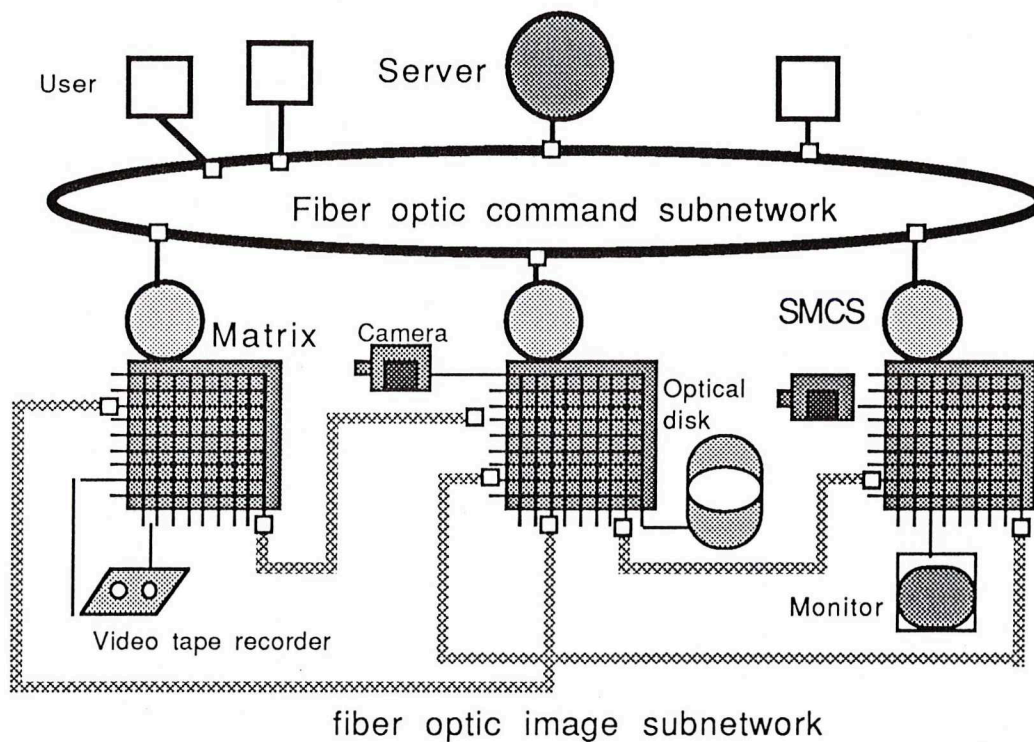 User
Server
Fiber optic command subnetwork
Matrix
Camera
SMCS
Optical
disk
Monitor
Video tape recorder
fiber optic image subnetwork